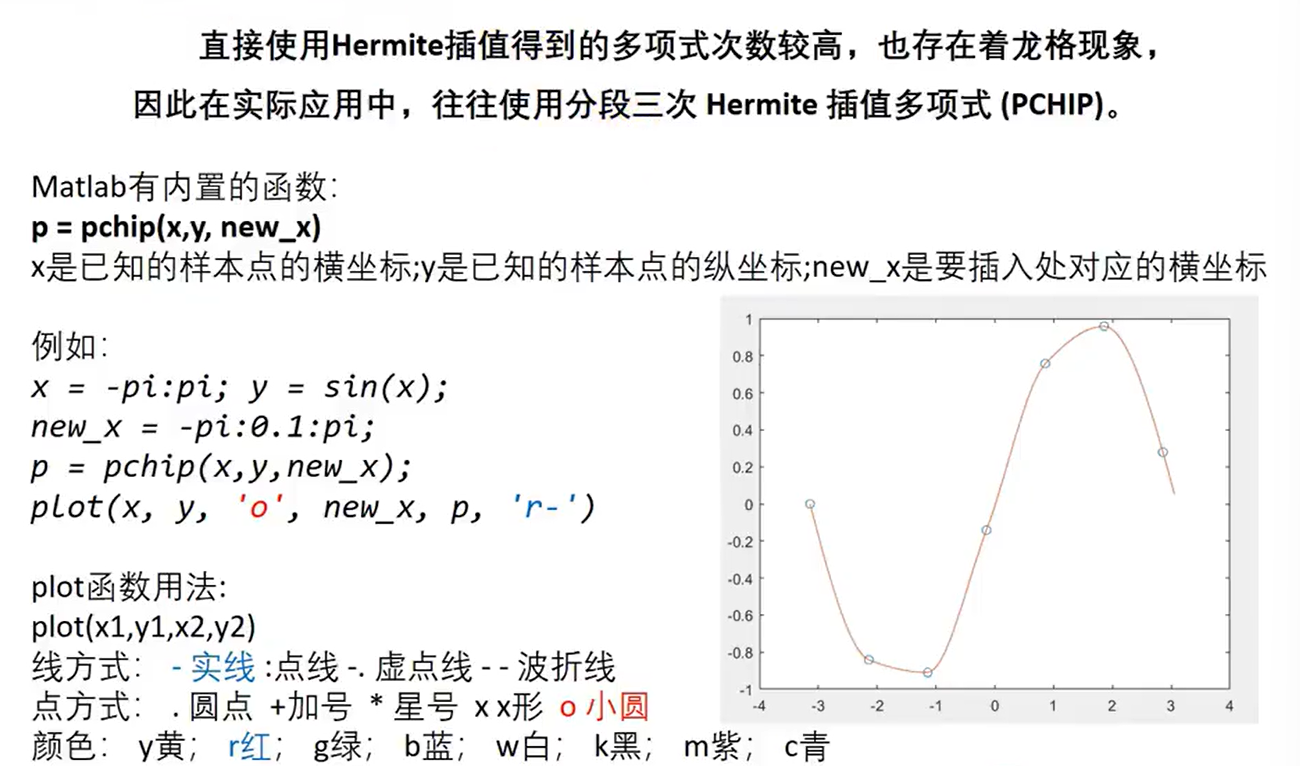 直接使用Hermite插值得到的多项式次数较高，也存在着龙格现象，
因此在实际应用中，往往使用分段三次 Hermite 插值多项式 (PCHIP)。
Matlab有内置的函数：
p = pchip(x,y, new_x)
x是已知的样本点的横坐标;y是已知的样本点的纵坐标;new_x是要插入处对应的横坐标
例如：
x = -pi:pi; y = sin(x);
new_x = -pi:0.1:pi;
p = pchip(x,y,new_x);
plot(x, y, 'o', new_x, p, 'r-')
plot函数用法:
plot(x1,y1,x2,y2)
线方式： - 实线 :点线 -. 虚点线 - - 波折线
点方式： . 圆点 +加号 * 星号 x x形 o 小圆
颜色： y黄； r红； g绿； b蓝； w白； k黑； m紫； c青
1
0.8
0.6
0.4
0.2
0
-0.2
-0.4
-0.6
-0.8
-1
-4 -3 -2 -1 0 1 2 3 4